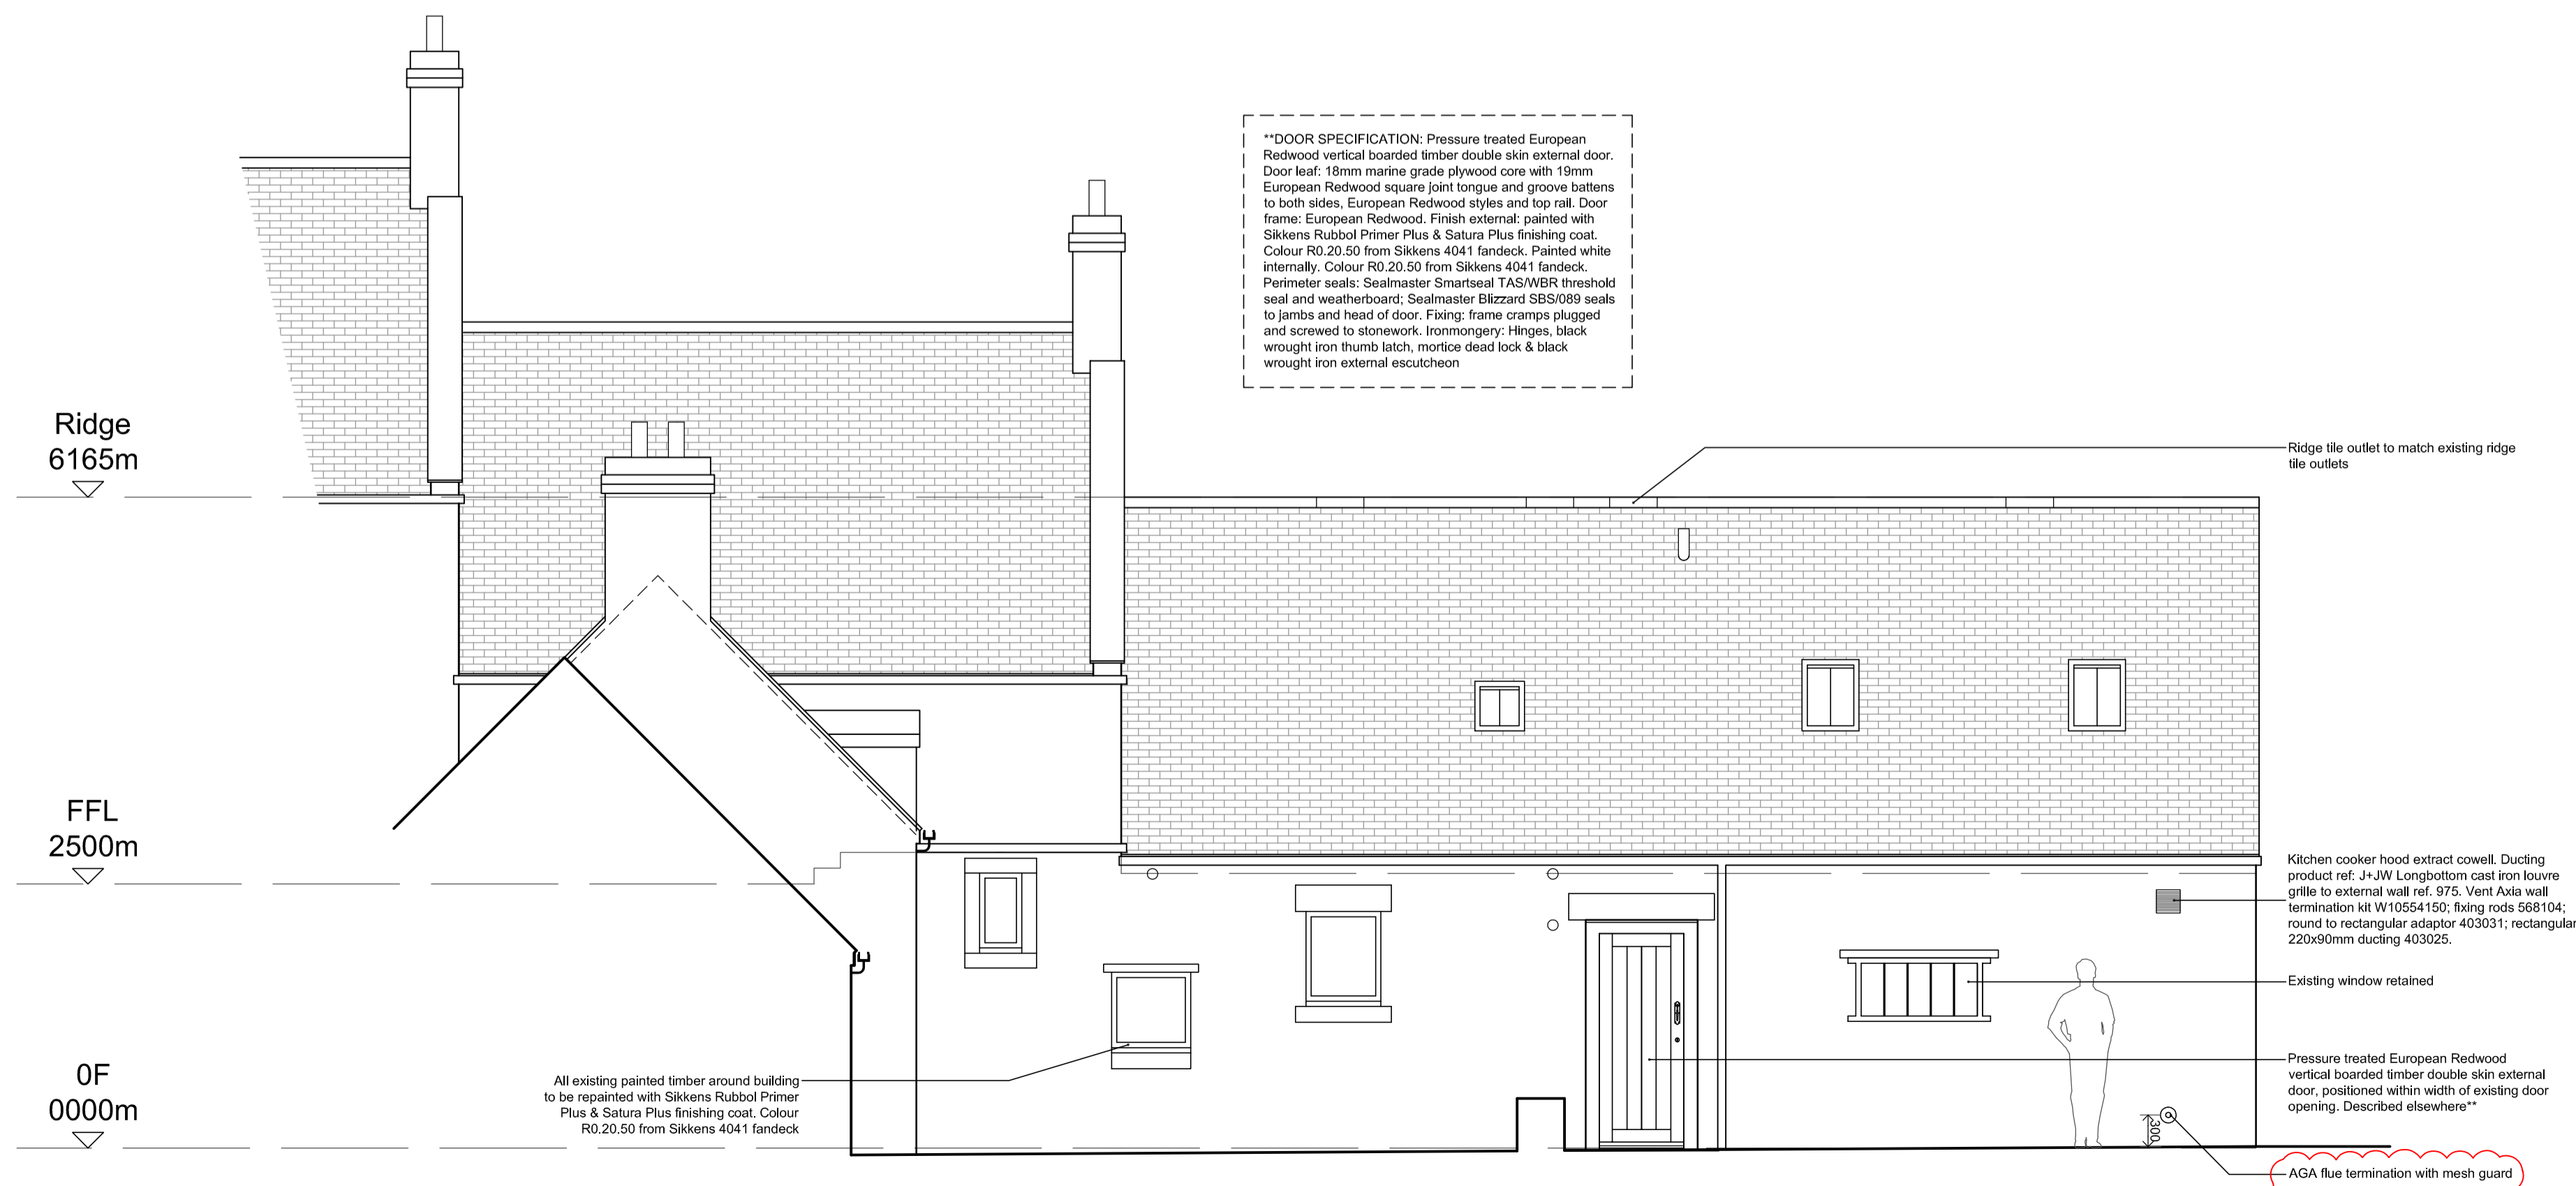 **DOOR SPECIFICATION: Pressure treated European
Redwood vertical boarded timber double skin external door.
Door leaf: 18mm marine grade plywood core with 19mm
European Redwood square joint tongue and groove battens
to both sides, European Redwood styles and top rail. Door
frame: European Redwood. Finish external: painted with
Sikkens Rubbol Primer Plus & Satura Plus finishing coat.
Colour R0.20.50 from Sikkens 4041 fandeck. Painted white
internally. Colour R0.20.50 from Sikkens 4041 fandeck.
Perimeter seals: Sealmaster Smartseal TAS/WBR threshold
seal and weatherboard; Sealmaster Blizzard SBS/089 seals
to jambs and head of door. Fixing: frame cramps plugged
and screwed to stonework. Ironmongery: Hinges, black
wrought iron thumb latch, mortice dead lock & black
wrought iron external escutcheon
Ridge
6165m
Ridge tile outlet to match existing ridge
tile outlets
FFL
2500m
Kitchen cooker hood extract cowell. Ducting
product ref: J+JW Longbottom cast iron louvre
grille to external wall ref. 975. Vent Axia wall
termination kit W10554150; fixing rods 568104;
round to rectangular adaptor 403031; rectangular
220x90mm ducting 403025.
Existing window retained
0F
0000m
All existing painted timber around building
to be repainted with Sikkens Rubbol Primer
Plus & Satura Plus finishing coat. Colour
R0.20.50 from Sikkens 4041 fandeck
Pressure treated European Redwood
vertical boarded timber double skin external
door, positioned within width of existing door
opening. Described elsewhere**
300
AGA flue termination with mesh guard